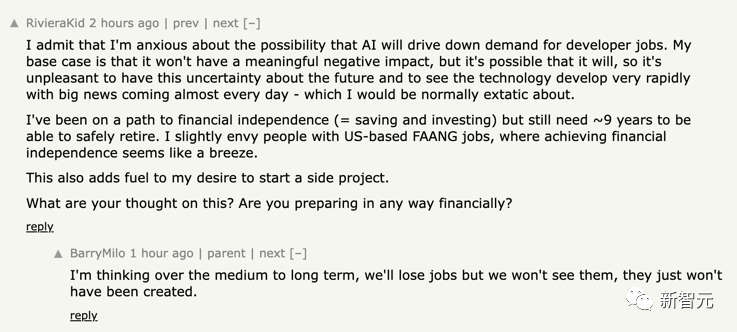 ▲ RivieraKid 2 hours ago | prev | next [–]
I admit that I'm anxious about the possibility that AI will drive down demand for developer jobs. My
base case is that it won't have a meaningful negative impact, but it's possible that it will, so it's
unpleasant to have this uncertainty about the future and to see the technology develop very rapidly
with big news coming almost every day - which I would be normally extatic about.
I've been on a path to financial independence (= saving and investing) but still need ~9 years to be
able to safely retire. I slightly envy people with US-based FAANG jobs, where achieving financial
independence seems like a breeze.
This also adds fuel to my desire to start a side project.
What are your thought on this? Are you preparing in any way financially?
reply
▲ BarryMilo 1 hour ago | parent | next [–]
I'm thinking over the medium to long term, we'll lose jobs but we won't see them, they just won't
have been created.
reply
新智元